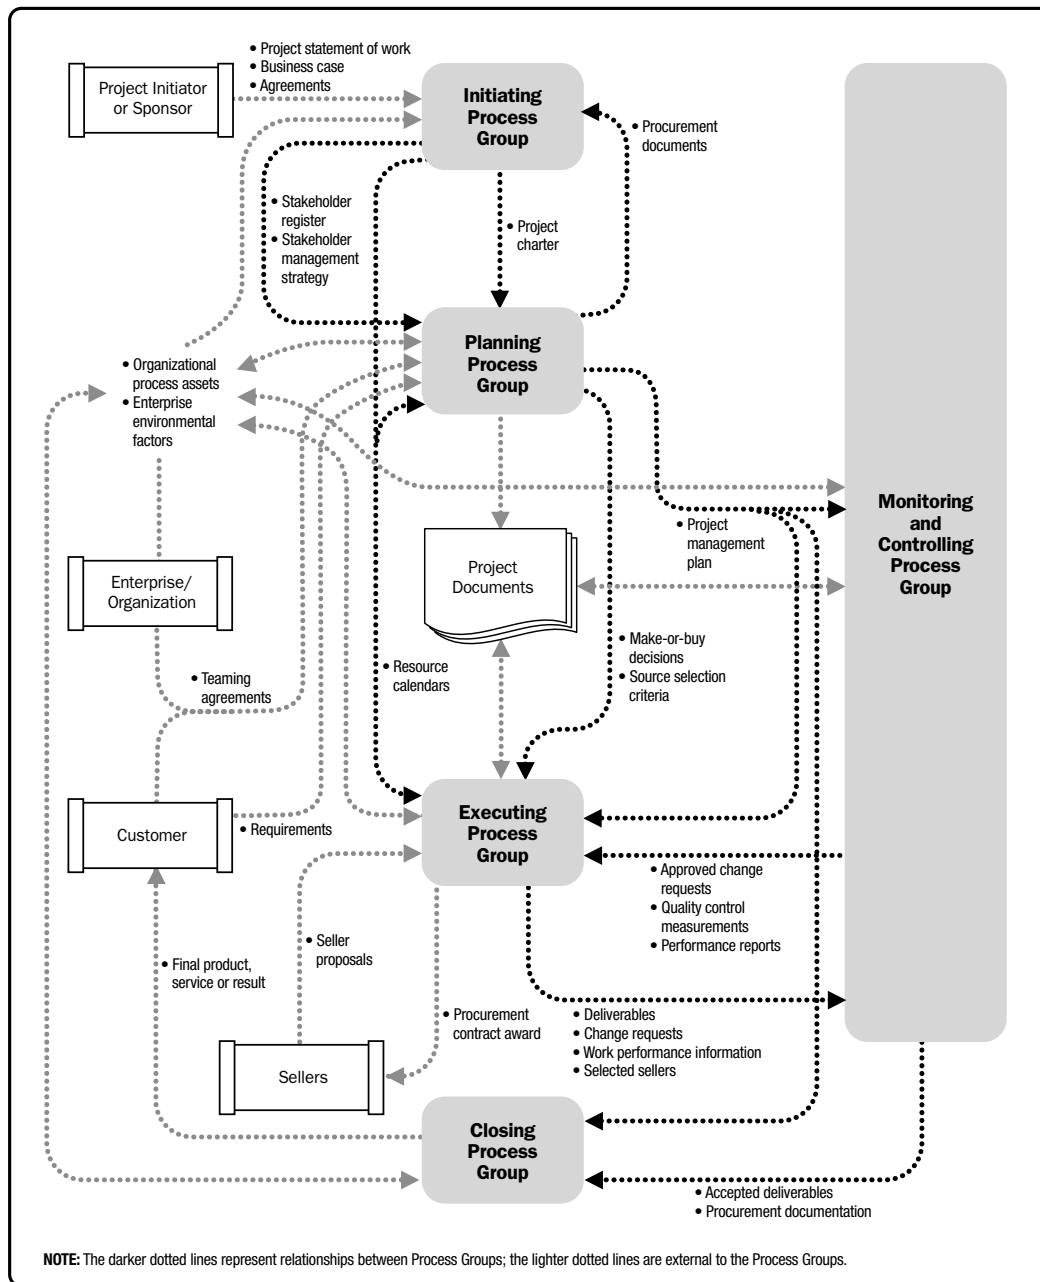 • Project statement of work
• Business case
• Agreements
Project Initiator
or Sponsor
Initiating
Process
Group
• Procurement
documents
• Stakeholder
register
• Stakeholder
management
strategy
• Project
charter
Planning
Process
Group
• Organizational
process assets
• Enterprise
environmental
factors
Monitoring
and
Controlling
Process
Group
• Project
management
plan
Project
Documents
Enterprise/
Organization
• Make-or-buy
decisions
• Source selection
criteria
• Resource
calendars
• Teaming
agreements
Executing
Process
Group
Customer
• Requirements
• Approved change
requests
• Quality control
measurements
• Performance reports
• Seller
proposals
• Final product,
service or result
• Procurement
contract award
• Deliverables
• Change requests
• Work performance information
• Selected sellers
Sellers
Closing
Process
Group
• Accepted deliverables
• Procurement documentation
NOTE: The darker dotted lines represent relationships between Process Groups; the lighter dotted lines are external to the Process Groups.